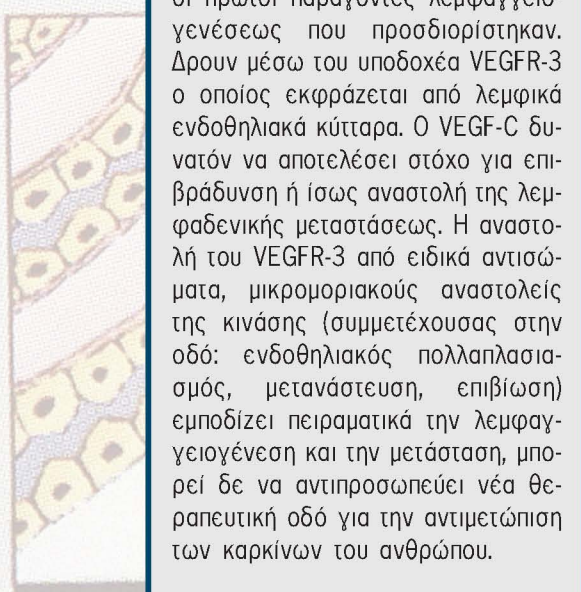 οι πρώτοι παράγοντες λεμφαγγειο-
γενέσεως που προσδιορίστηκαν.
Δρουν μέσω του υποδοχέα VEGFR-3
ο οποίος εκφράζεται από λεμφικά
ενδοθηλιακά κύτταρα. Ο VEGF-C δυ-
νατόν να αποτελέσει στόχο για επι-
βράδυνση ή ίσως αναστολή της λεμ-
φαδενικής μεταστάσεως. Η αναστο-
λή του VEGFR-3 από ειδικά αντισώ-
ματα, μικρομοριακούς αναστολείς
της κινάσης (συμμετέχουσας στην
οδό: ενδοθηλιακός πολλαπλασια-
σμός, μετανάστευση, επιβίωση)
εμποδίζει πειραματικά την λεμφαγ-
γειογένεση και την μετάσταση, μπο-
ρεί δε να αντιπροσωπεύει νέα θε-
ραπευτική οδό για την αντιμετώπιση
των καρκίνων του ανθρώπου.